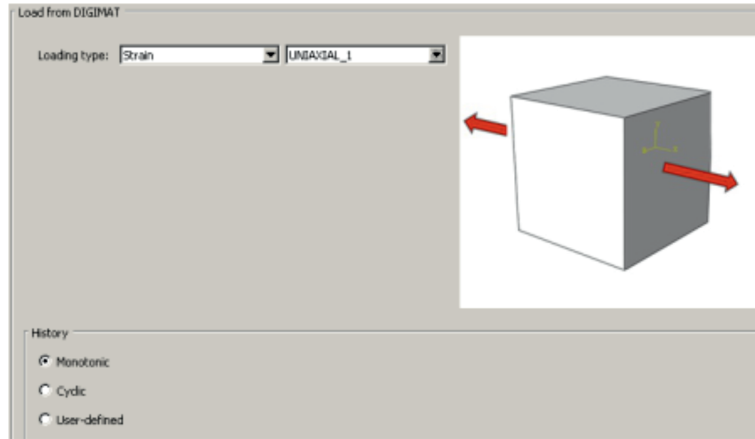 Load from DIGIMAT
Loading type: Strain UNIAXIAL_1
History
Monotonic
Cyclic
User-defined